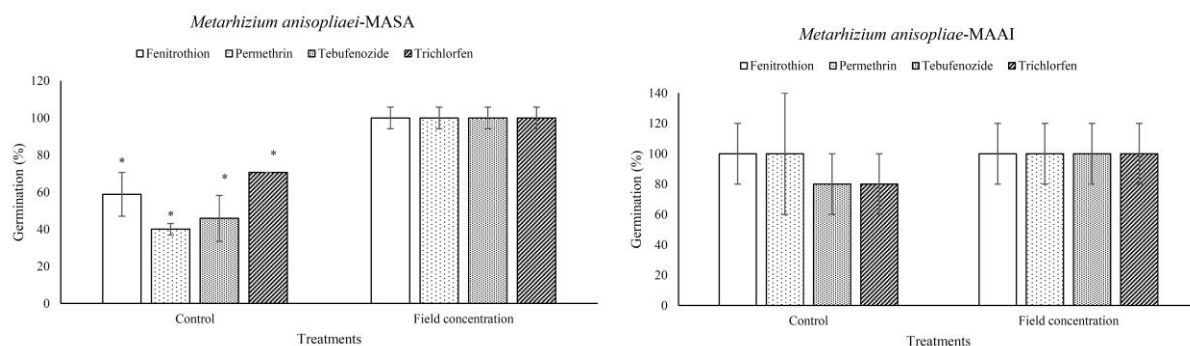 Metarhizium anisopliaei-MASA
Fenitrothion Permethrin Tebufenozide Trichlorfen
120
100
80
60
40
20
0
Germination (%)
* * * *
Control Field concentration
Treatments
Metarhizium anisopliae-MAAI
Fenitrothion Permethrin Tebufenozide Trichlorfen
140
120
100
80
60
40
20
0
Germination (%)
Control Field concentration
Treatments